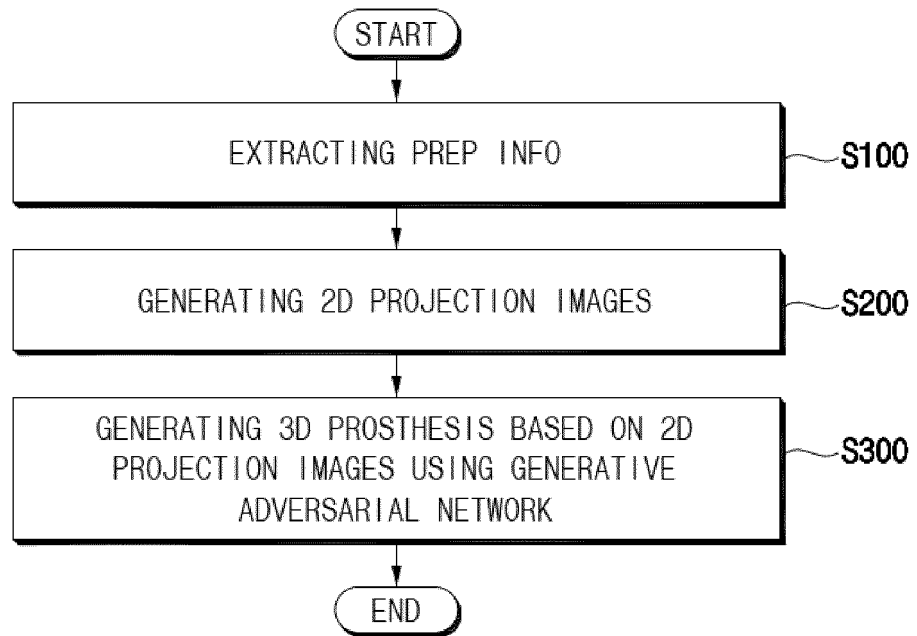 START
EXTRACTING PREP INFO
S100
GENERATING 2D PROJECTION IMAGES
S200
GENERATING 3D PROSTHESIS BASED ON 2D
PROJECTION IMAGES USING GENERATIVE
ADVERSARIAL NETWORK
S300
END